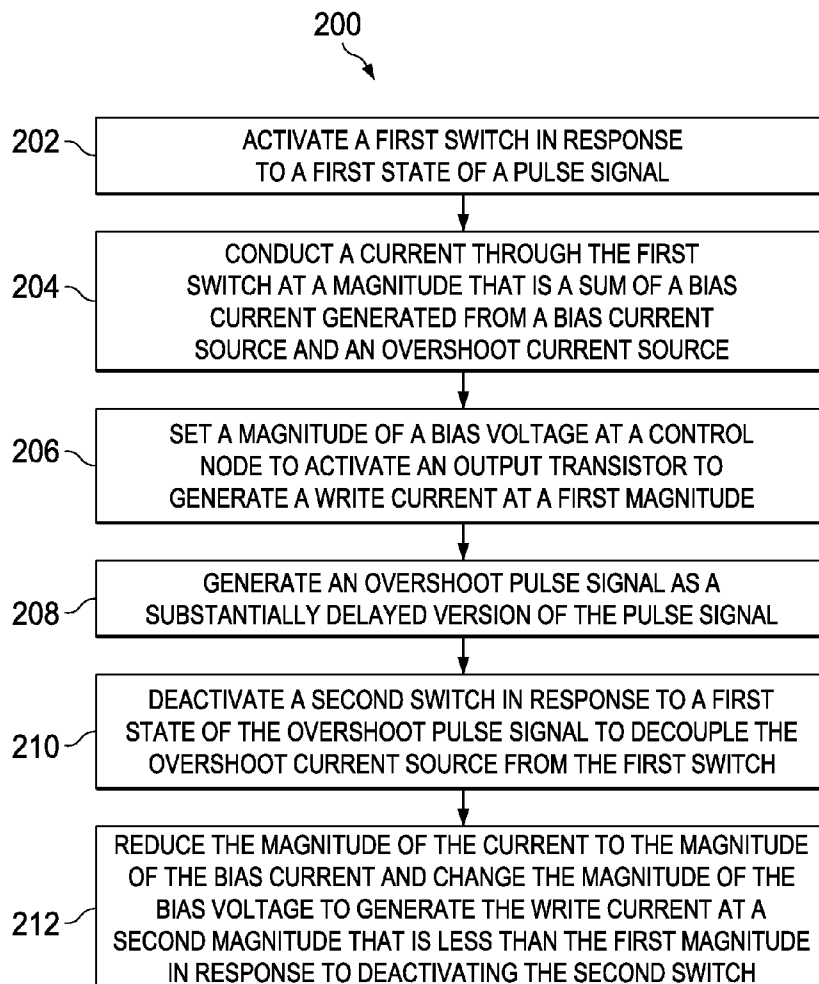 200
202
ACTIVATE A FIRST SWITCH IN RESPONSE
TO A FIRST STATE OF A PULSE SIGNAL
204
CONDUCT A CURRENT THROUGH THE FIRST
SWITCH AT A MAGNITUDE THAT IS A SUM OF A BIAS
CURRENT GENERATED FROM A BIAS CURRENT
SOURCE AND AN OVERSHOOT CURRENT SOURCE
206
SET A MAGNITUDE OF A BIAS VOLTAGE AT A CONTROL
NODE TO ACTIVATE AN OUTPUT TRANSISTOR TO
GENERATE A WRITE CURRENT AT A FIRST MAGNITUDE
208
GENERATE AN OVERSHOOT PULSE SIGNAL AS A
SUBSTANTIALLY DELAYED VERSION OF THE PULSE SIGNAL
210
DEACTIVATE A SECOND SWITCH IN RESPONSE TO A FIRST
STATE OF THE OVERSHOOT PULSE SIGNAL TO DECOUPLE THE
OVERSHOOT CURRENT SOURCE FROM THE FIRST SWITCH
212
REDUCE THE MAGNITUDE OF THE CURRENT TO THE MAGNITUDE
OF THE BIAS CURRENT AND CHANGE THE MAGNITUDE OF THE
BIAS VOLTAGE TO GENERATE THE WRITE CURRENT AT A
SECOND MAGNITUDE THAT IS LESS THAN THE FIRST MAGNITUDE
IN RESPONSE TO DEACTIVATING THE SECOND SWITCH